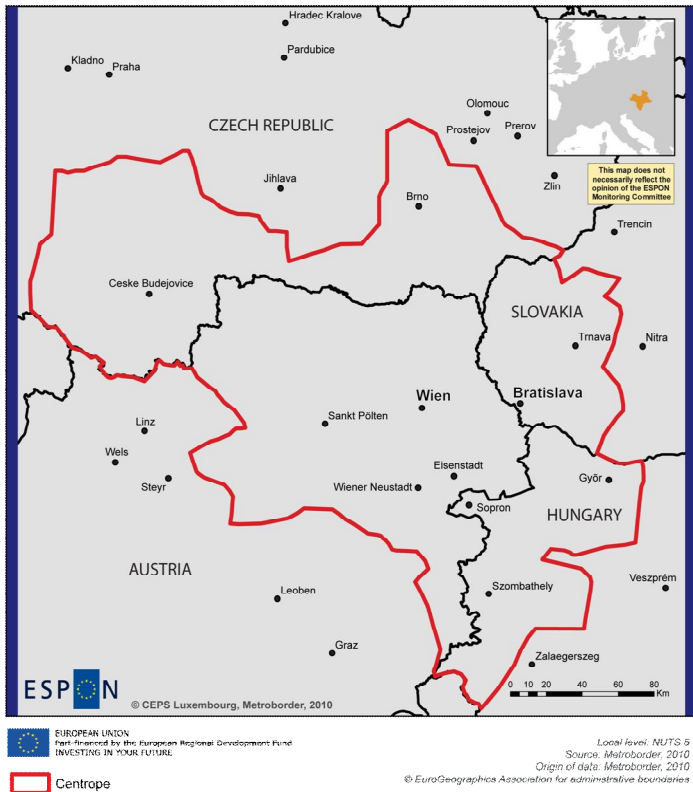 Hradec Kralove
Pardubice
Kladno
Praha
Olomouc
CZECH REPUBLIC
Prostejov
Prerov
This map does not
necessarily reflect the
opinion of the ESPON
Monitoring Committee
Jihlava
Zlin
Brno
Trencin
Ceske Budejovice
SLOVAKIA
Trnava
Nitra
Wien
Bratislava
Linz
Sankt Pölten
Wels
Eisenstadt
Steyr
Wiener Neustadt
Györ
Sopron
HUNGARY
AUSTRIA
Veszprém
Szombathely
Leoben
Graz
Zalaegerszeg
ESPON
0 10 20 40 60 80
Km
© CEPS Luxembourg, Metroborder, 2010
EUROPEAN UNION
Part-financed by the European Regional Development Fund
INVESTING IN YOUR FUTURE
Local level: NUTS 5
Source: Metroborder, 2010
Origin of data: Metroborder, 2010
© EuroGeographics Association for administrative boundaries
Centrope